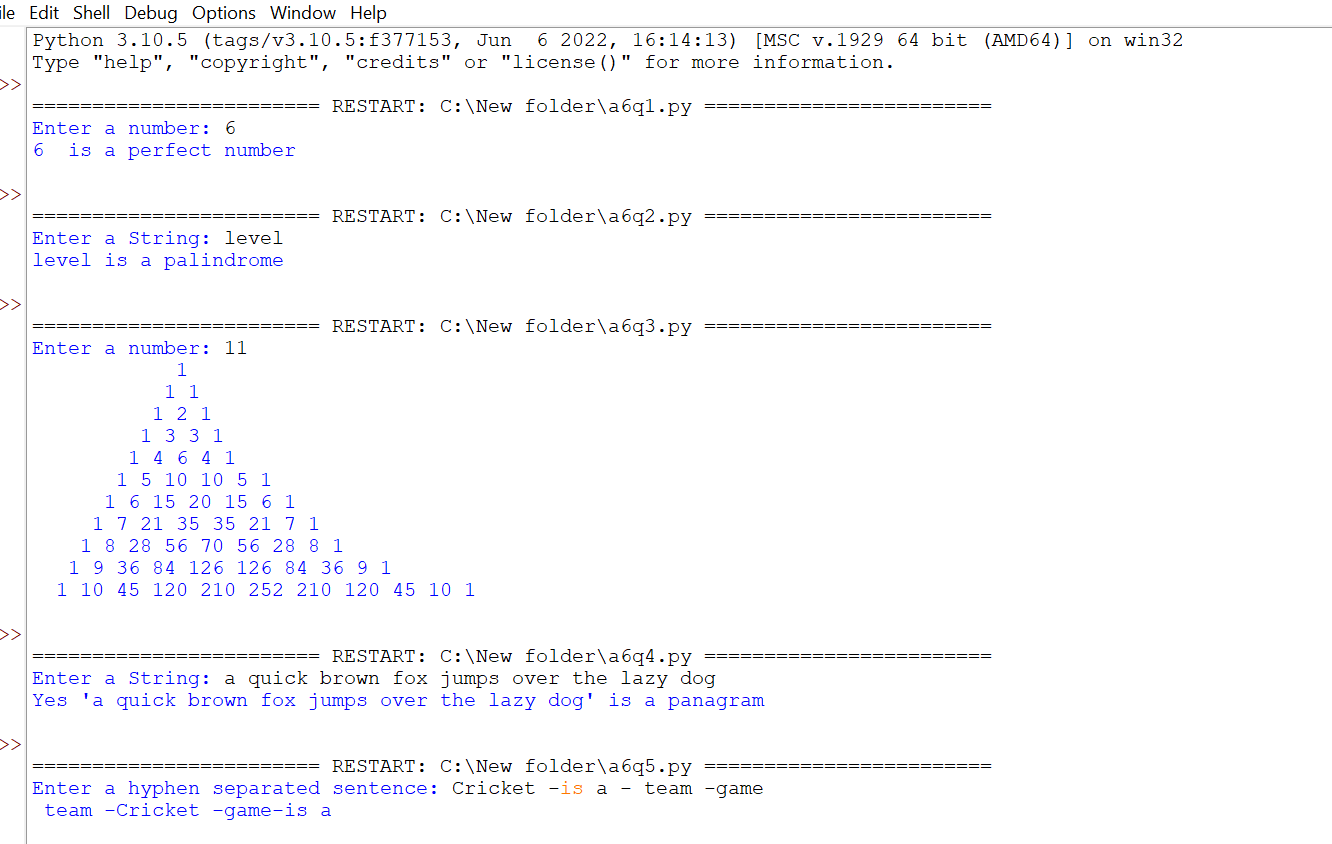 ile Edit Shell Debug Options Window Help
Python 3.10.5 (tags/v3.10.5:f377153, Jun  6 2022, 16:14:13) [MSC v.1929 64 bit (AMD64)] on win32
Type "help", "copyright", "credits" or "license()" for more information.
>>
======================== RESTART: C:\New folder\a6q1.py ========================
Enter a number: 6
6  is a perfect number
>>
======================== RESTART: C:\New folder\a6q2.py ========================
Enter a String: level
level is a palindrome
>>
======================== RESTART: C:\New folder\a6q3.py ========================
Enter a number: 11
            1
           1 1
          1 2 1
         1 3 3 1
        1 4 6 4 1
       1 5 10 10 5 1
      1 6 15 20 15 6 1
     1 7 21 35 35 21 7 1
    1 8 28 56 70 56 28 8 1
   1 9 36 84 126 126 84 36 9 1
  1 10 45 120 210 252 210 120 45 10 1
>>
======================== RESTART: C:\New folder\a6q4.py ========================
Enter a String: a quick brown fox jumps over the lazy dog
Yes 'a quick brown fox jumps over the lazy dog' is a panagram
>>
======================== RESTART: C:\New folder\a6q5.py ========================
Enter a hyphen separated sentence: Cricket -is a - team -game
 team -Cricket -game-is a